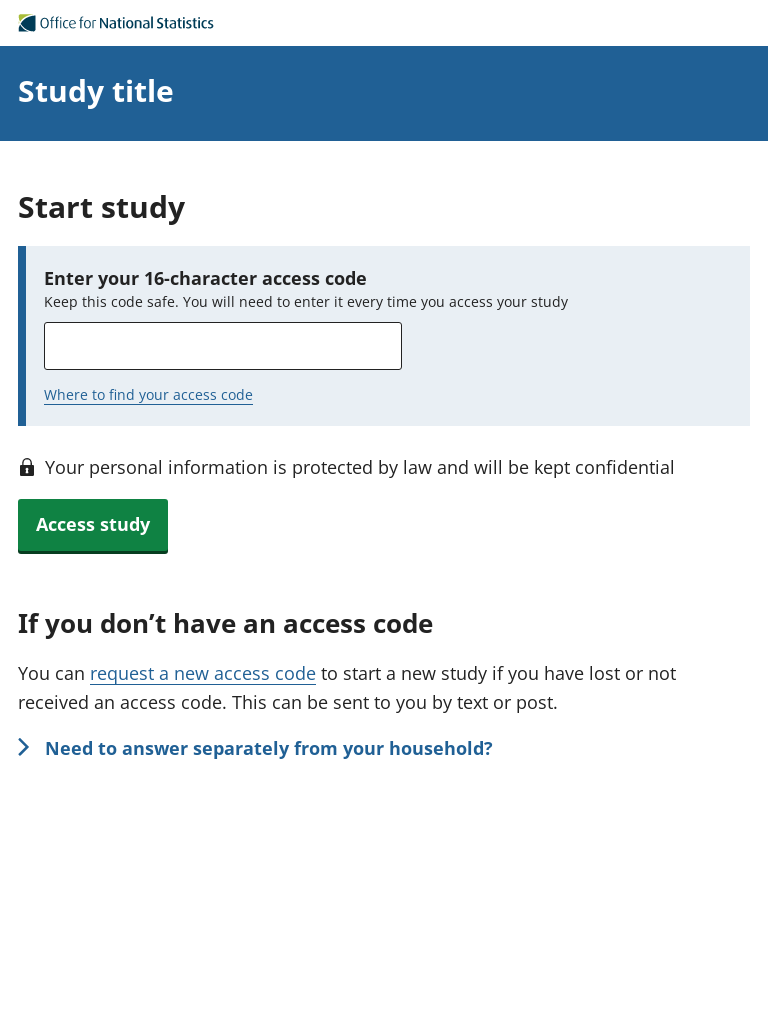 Office for National Statistics
Study title
Start study
Enter your 16-character access code
Keep this code safe. You will need to enter it every time you access your study
Where to find your access code
Your personal information is protected by law and will be kept confidential
Access study
If you don’t have an access code
You can request a new access code to start a new study if you have lost or not
received an access code. This can be sent to you by text or post.
Need to answer separately from your household?